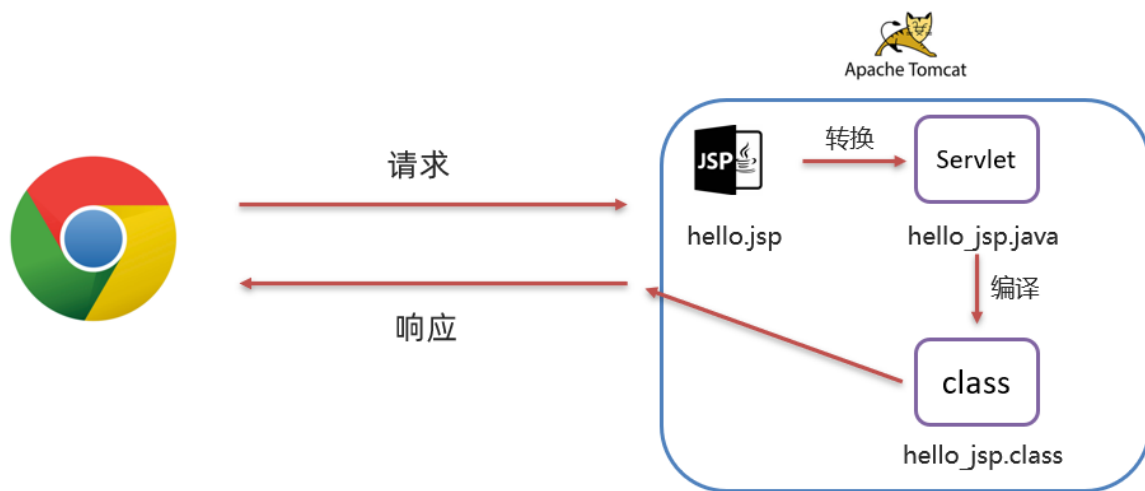 Apache Tomcat
请求
JSP
转换
Servlet
hello.jsp
hello_jsp.java
编译
响应
class
hello_jsp.class